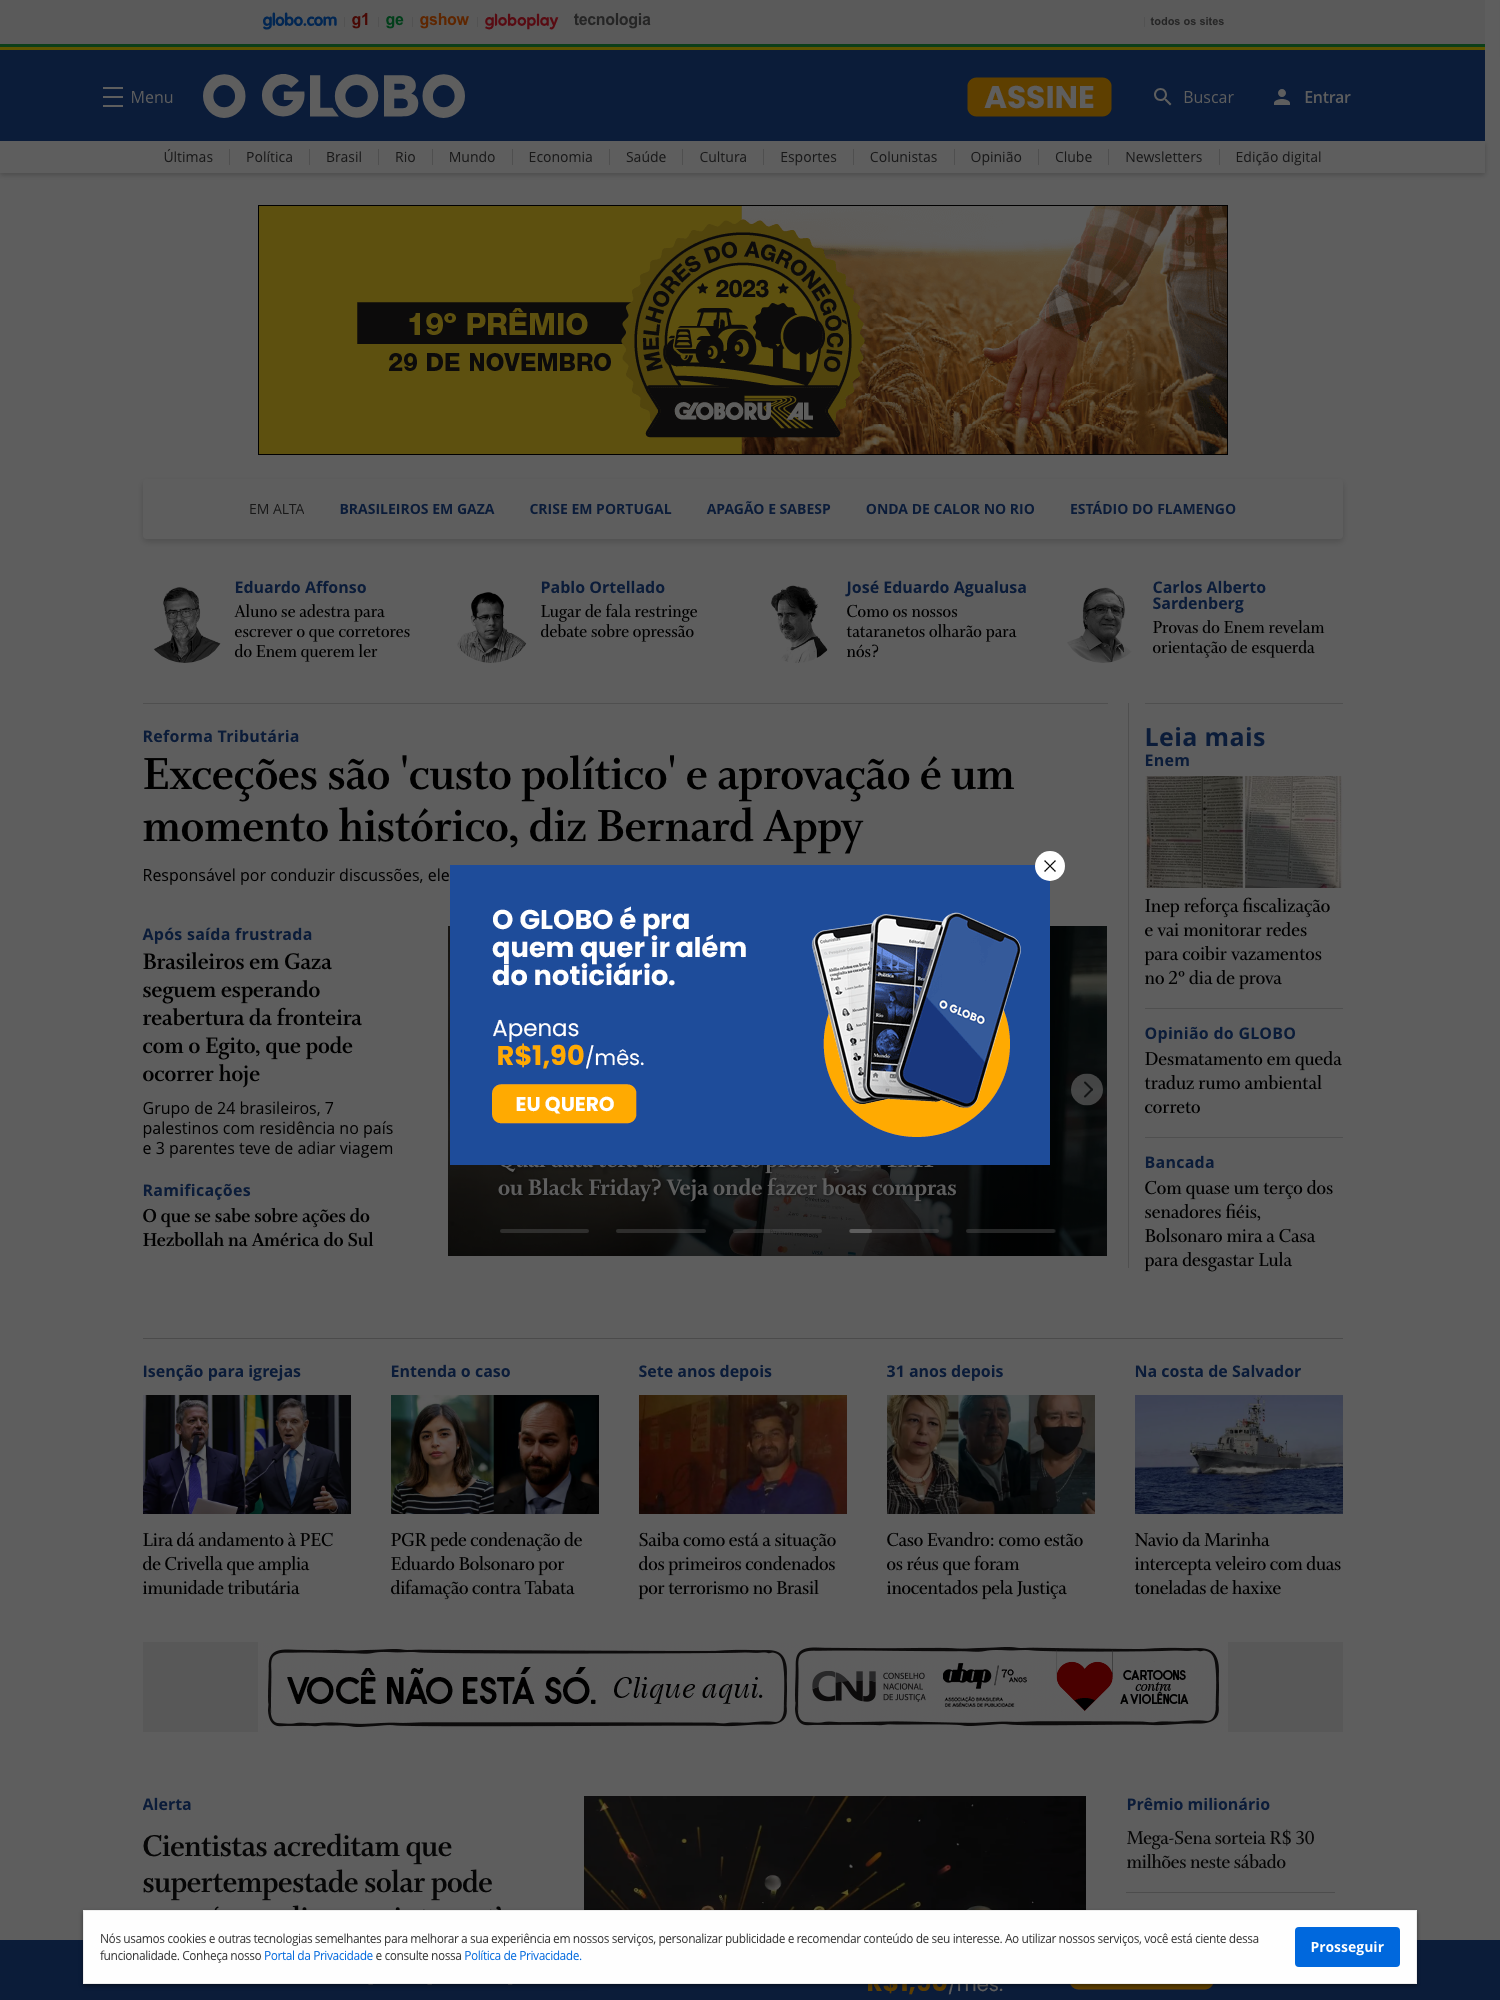 globo.com g1 ge gshow globoplay tecnologia todos os sites
Menu O GLOBO ASSINE Buscar Entrar
Últimas Política Brasil Rio Mundo Economia Saúde Cultura Esportes Colunistas Opinião Clube Newsletters Edição digital
19º PRÊMIO
29 DE NOVEMBRO
MELHORES DO AGRONEGÓCIO
2023
GLOBORURAL
EM ALTA BRASILEIROS EM GAZA CRISE EM PORTUGAL APAGÃO E SABESP ONDA DE CALOR NO RIO ESTÁDIO DO FLAMENGO
Eduardo Affonso
Aluno se adestra para
escrever o que corretores
do Enem querem ler
Pablo Ortellado
Lugar de fala restringe
debate sobre opressão
José Eduardo Agualusa
Como os nossos
tataranetos olharão para
nós?
Carlos Alberto
Sardenberg
Provas do Enem revelam
orientação de esquerda
Reforma Tributária
Exceções são 'custo político' e aprovação é um
momento histórico, diz Bernard Appy
Responsável por conduzir discussões, ele
Após saída frustrada
Brasileiros em Gaza
seguem esperando
reabertura da fronteira
com o Egito, que pode
ocorrer hoje
Grupo de 24 brasileiros, 7
palestinos com residência no país
e 3 parentes teve de adiar viagem
Ramificações
O que se sabe sobre ações do
Hezbollah na América do Sul
O GLOBO é pra
quem quer ir além
do noticiário.
Apenas
R$1,90/mês.
EU QUERO
O GLOBO
ou Black Friday? Veja onde fazer boas compras
Leia mais
Enem
Inep reforça fiscalização
e vai monitorar redes
para coibir vazamentos
no 2º dia de prova
Opinião do GLOBO
Desmatamento em queda
traduz rumo ambiental
correto
Bancada
Com quase um terço dos
senadores fiéis,
Bolsonaro mira a Casa
para desgastar Lula
Isenção para igrejas
Lira dá andamento à PEC
de Crivella que amplia
imunidade tributária
Entenda o caso
PGR pede condenação de
Eduardo Bolsonaro por
difamação contra Tabata
Sete anos depois
Saiba como está a situação
dos primeiros condenados
por terrorismo no Brasil
31 anos depois
Caso Evandro: como estão
os réus que foram
inocentados pela Justiça
Na costa de Salvador
Navio da Marinha
intercepta veleiro com duas
toneladas de haxixe
VOCÊ NÃO ESTÁ SÓ. Clique aqui.
CNJ CONSELHO
NACIONAL
DE JUSTIÇA
abap 70 ANOS
ASSOCIAÇÃO BRASILEIRA
DE AGÊNCIAS DE PUBLICIDADE
CARTOONS
contra
A VIOLÊNCIA
Alerta
Cientistas acreditam que
supertempestade solar pode
Prêmio milionário
Mega-Sena sorteia R$ 30
milhões neste sábado
Nós usamos cookies e outras tecnologias semelhantes para melhorar a sua experiência em nossos serviços, personalizar publicidade e recomendar conteúdo de seu interesse. Ao utilizar nossos serviços, você está ciente dessa
funcionalidade. Conheça nosso Portal da Privacidade e consulte nossa Política de Privacidade.
Prosseguir
R$1,90/mês.